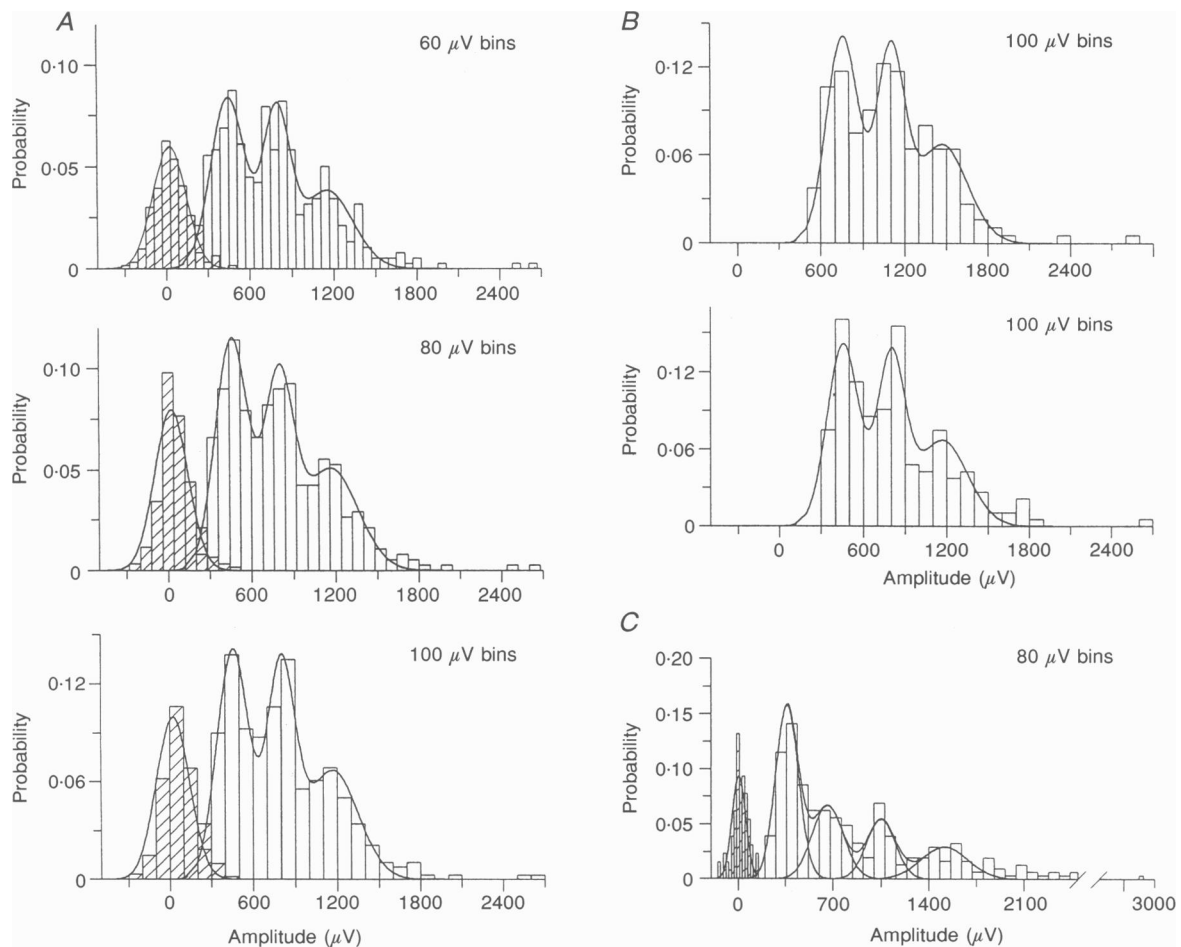 A
60 µV bins
0·10
0·05
0
Probability
0 600 1200 1800 2400
80 µV bins
0·10
0·05
0
Probability
0 600 1200 1800 2400
100 µV bins
0·12
0·06
0
Probability
0 600 1200 1800 2400
Amplitude (µV)
B
100 µV bins
0·12
0·06
0
Probability
0 600 1200 1800 2400
100 µV bins
0·12
0·06
0
Probability
0 600 1200 1800 2400
Amplitude (µV)
C
80 µV bins
0·20
0·15
0·10
0·05
0
Probability
0 700 1400 2100 3000
Amplitude (µV)